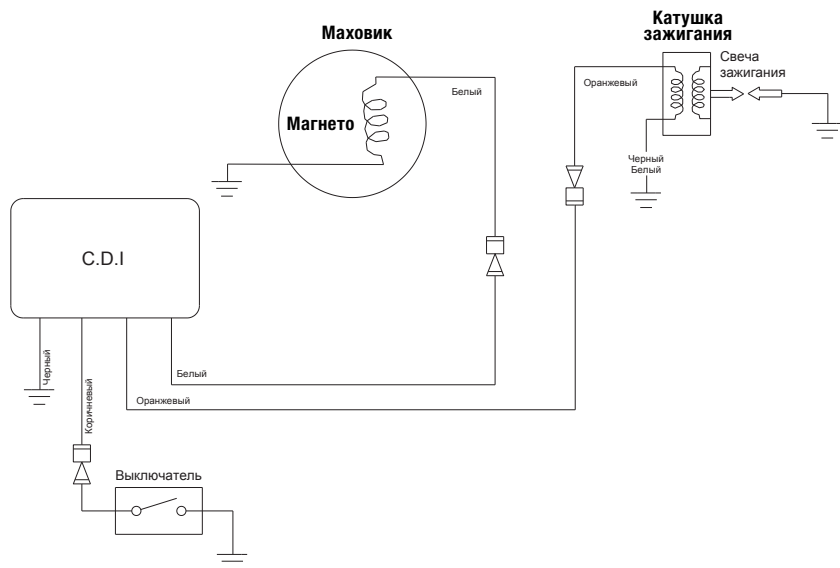 Катушка
зажигания
Маховик
Свеча
зажигания
Белый
Оранжевый
Магнето
Черный
Белый
C.D.I
Черный
Коричневый
Белый
Оранжевый
Выключатель